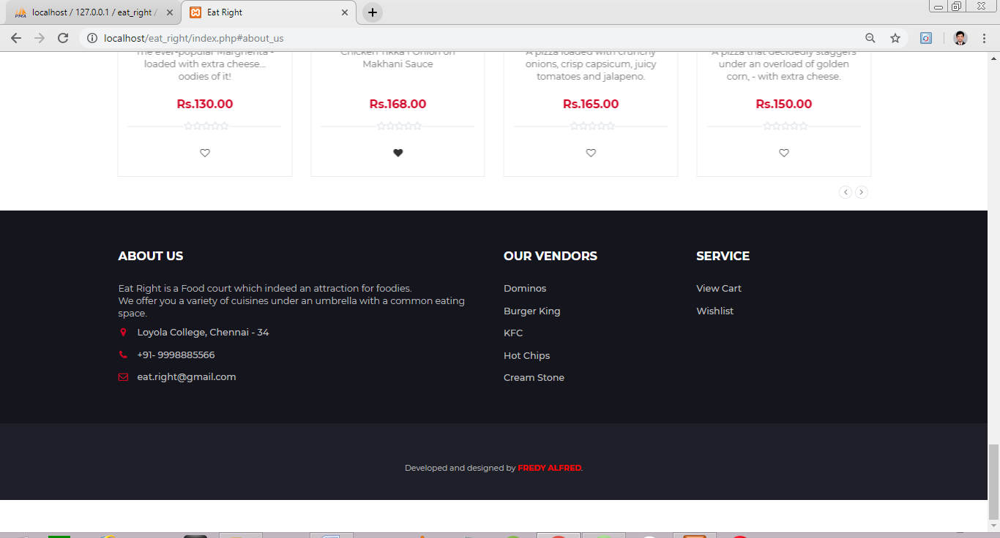 localhost / 127.0.0.1 / eat_right /
Eat Right
localhost/eat_right/index.php#about_us
The ever-popular Margherita -
loaded with extra cheese...
oodies of it!
Rs.130.00
Chicken Tikka I Onion on
Makhani Sauce
Rs.168.00
A pizza loaded with crunchy
onions, crisp capsicum, juicy
tomatoes and jalapeno.
Rs.165.00
A pizza that decidedly staggers
under an overload of golden
corn, - with extra cheese.
Rs.150.00
ABOUT US
Eat Right is a Food court which indeed an attraction for foodies.
We offer you a variety of cuisines under an umbrella with a common eating
space.
Loyola College, Chennai - 34
+91- 9998885566
eat.right@gmail.com
OUR VENDORS
Dominos
Burger King
KFC
Hot Chips
Cream Stone
SERVICE
View Cart
Wishlist
Developed and designed by FREDY ALFRED.